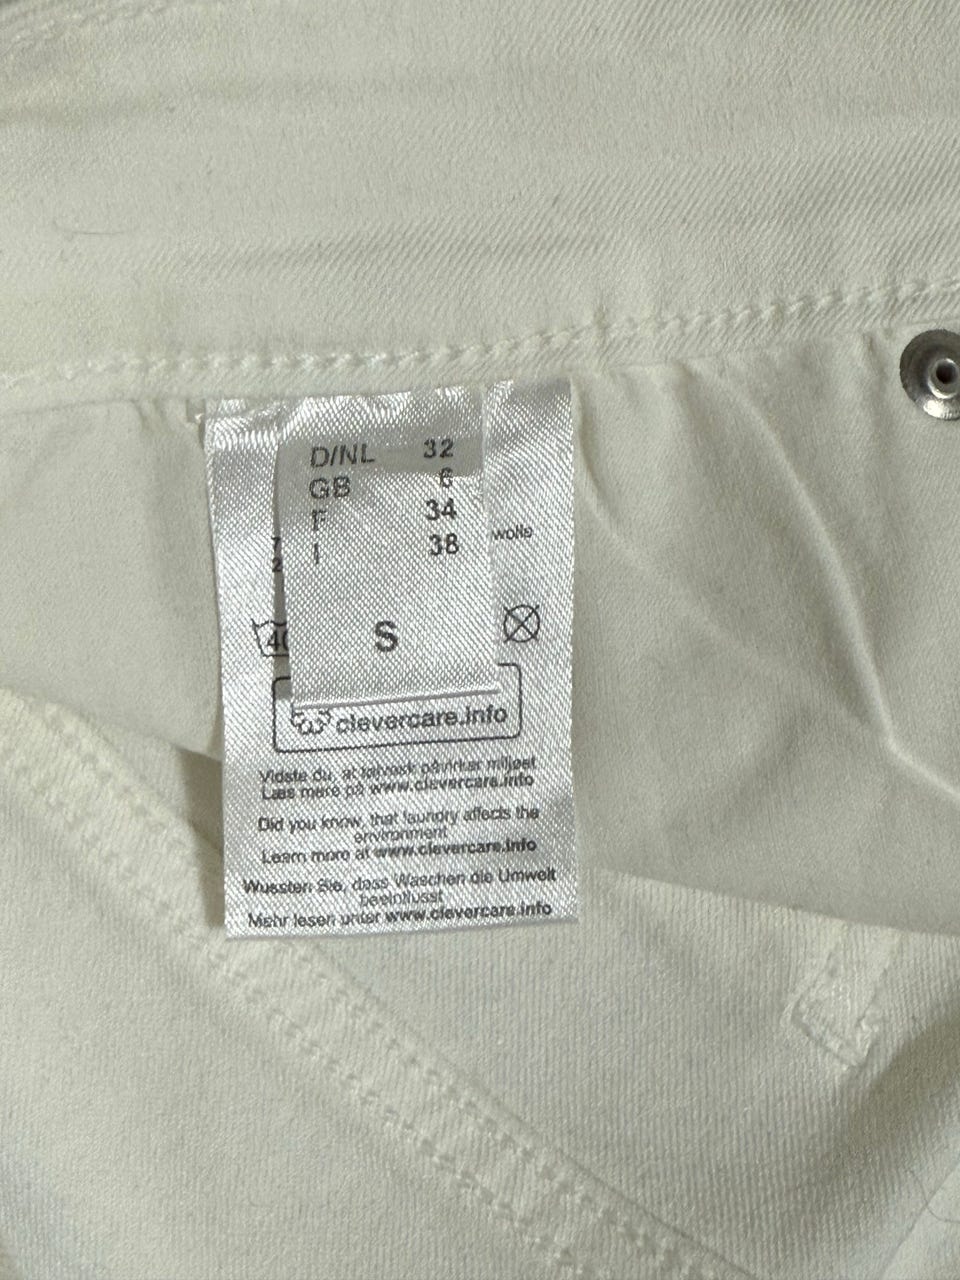 D/NL 32
GB 6
F 34
I 38
S
wolle
40
clevercare.info
Vidste du, at tøjvask påvirker miljøet
Læs mere på www.clevercare.info
Did you know, that laundry affects the
environment
Learn more at www.clevercare.info
Wussten Sie, dass Waschen die Umwelt
beeinflusst
Mehr lesen unter www.clevercare.info